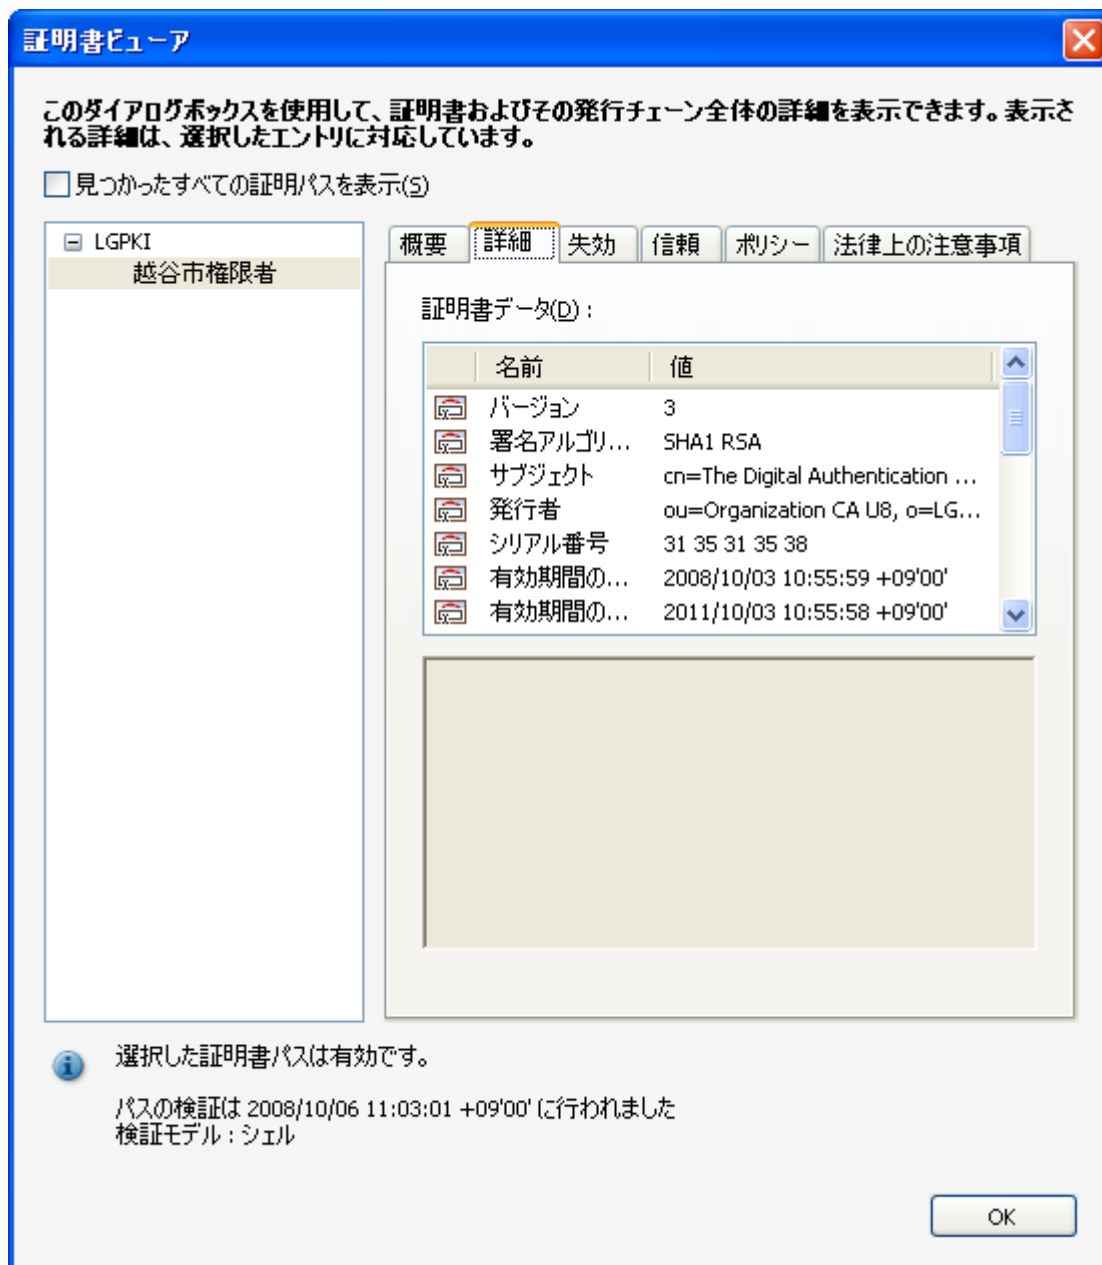 証明書ビューア
このダイアログボックスを使用して、証明書およびその発行チェーン全体の詳細を表示できます。表示さ
れる詳細は、選択したエントリに対応しています。
見つかったすべての証明パスを表示(S)
LGPKI
越谷市権限者
概要 詳細 失効 信頼 ポリシー 法律上の注意事項
証明書データ(D) :
名前 値
バージョン 3
署名アルゴリ... SHA1 RSA
サブジェクト cn=The Digital Authentication ...
発行者 ou=Organization CA U8, o=LG...
シリアル番号 31 35 31 35 38
有効期間の... 2008/10/03 10:55:59 +09'00'
有効期間の... 2011/10/03 10:55:58 +09'00'
選択した証明書パスは有効です。
パスの検証は 2008/10/06 11:03:01 +09'00' に行われました
検証モデル : シェル
OK